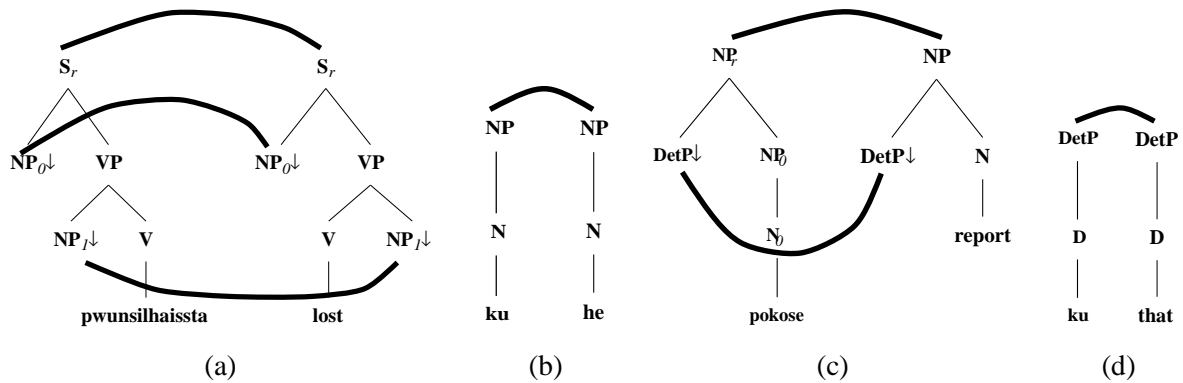 S_r S_r NP_r NP
NP NP DetP DetP
NP_0↓ VP NP_0↓ VP DetP↓ NP_0 DetP↓ N
NP_1↓ V V NP_1↓ N N N_0 report D D
pwunsilhaissta lost ku he pokose ku that
(a) (b) (c) (d)